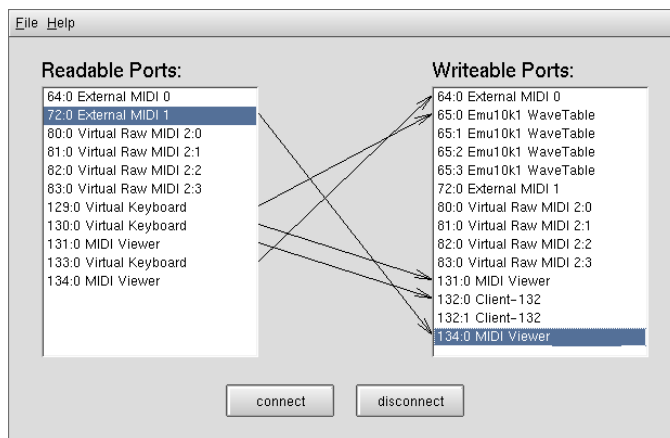 File Help
Readable Ports:
64:0 External MIDI 0
72:0 External MIDI 1
80:0 Virtual Raw MIDI 2:0
81:0 Virtual Raw MIDI 2:1
82:0 Virtual Raw MIDI 2:2
83:0 Virtual Raw MIDI 2:3
129:0 Virtual Keyboard
130:0 Virtual Keyboard
131:0 MIDI Viewer
133:0 Virtual Keyboard
134:0 MIDI Viewer
Writeable Ports:
64:0 External MIDI 0
65:0 Emu10k1 WaveTable
65:1 Emu10k1 WaveTable
65:2 Emu10k1 WaveTable
65:3 Emu10k1 WaveTable
72:0 External MIDI 1
80:0 Virtual Raw MIDI 2:0
81:0 Virtual Raw MIDI 2:1
82:0 Virtual Raw MIDI 2:2
83:0 Virtual Raw MIDI 2:3
131:0 MIDI Viewer
132:0 Client-132
132:1 Client-132
134:0 MIDI Viewer
connect
disconnect